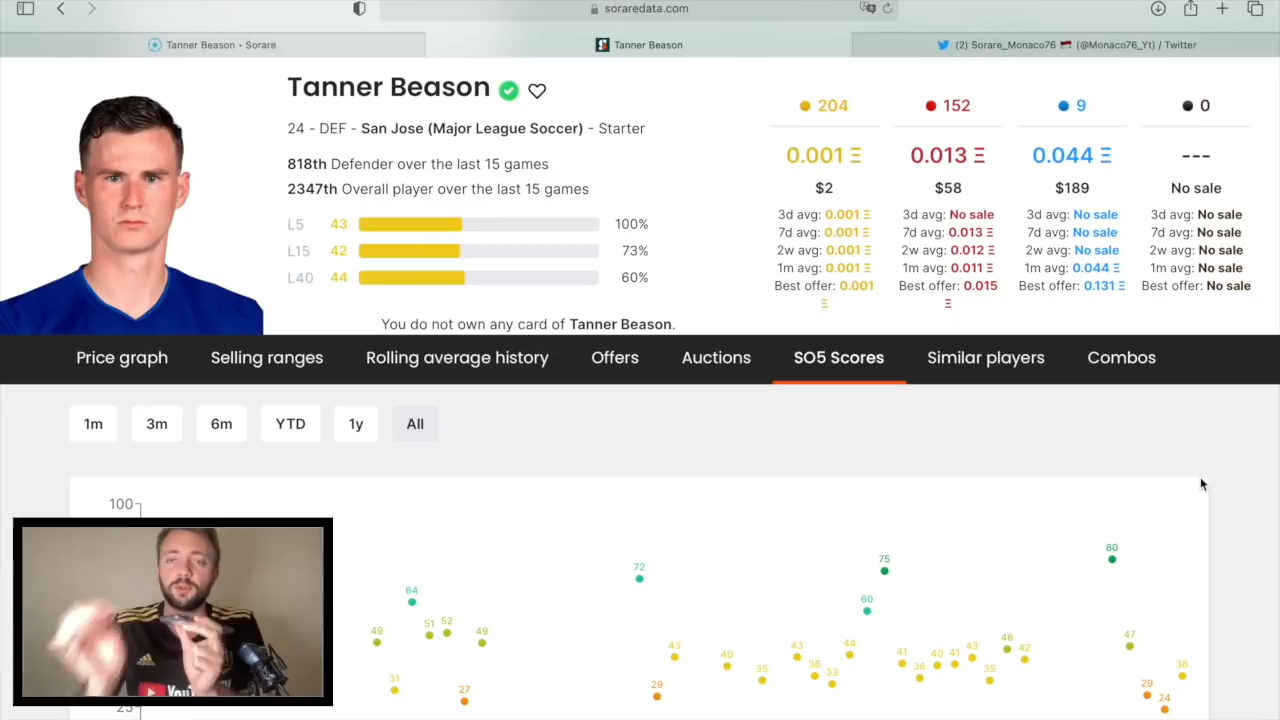 soraredata.com
Tanner Beason • Sorare
Tanner Beason
(2) Sorare_Monaco76 🇲🇨 (@Monaco76_Yt) / Twitter
Tanner Beason
24 - DEF - San Jose (Major League Soccer) - Starter
818th Defender over the last 15 games
2347th Overall player over the last 15 games
L5 43 100%
L15 42 73%
L40 44 60%
You do not own any card of Tanner Beason.
204 152 9 0
0.001 Ξ 0.013 Ξ 0.044 Ξ ---
$2 $58 $189 No sale
3d avg: 0.001 Ξ 3d avg: No sale 3d avg: No sale 3d avg: No sale
7d avg: 0.001 Ξ 7d avg: 0.013 Ξ 7d avg: No sale 7d avg: No sale
2w avg: 0.001 Ξ 2w avg: 0.012 Ξ 2w avg: No sale 2w avg: No sale
1m avg: 0.001 Ξ 1m avg: 0.011 Ξ 1m avg: 0.044 Ξ 1m avg: No sale
Best offer: 0.001 Best offer: 0.015 Best offer: 0.131 Ξ Best offer: No sale
Ξ Ξ
Price graph Selling ranges Rolling average history Offers Auctions SO5 Scores Similar players Combos
1m 3m 6m YTD 1y All
100
80
75
72
64
60
52
51
49 49
47
46
44
43 43 43
42
41 41
40 40
36 36 36
35 35
33
31
29 29
27
24
25
adidas
You